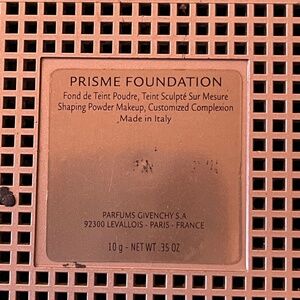 PRISME FOUNDATION
Fond de Teint Poudre, Teint Sculpté Sur Mesure
Shaping Powder Makeup, Customized Complexion
Made in Italy
PARFUMS GIVENCHY S.A
92300 LEVALLOIS - PARIS - FRANCE
10 g - NET WT .35 OZ